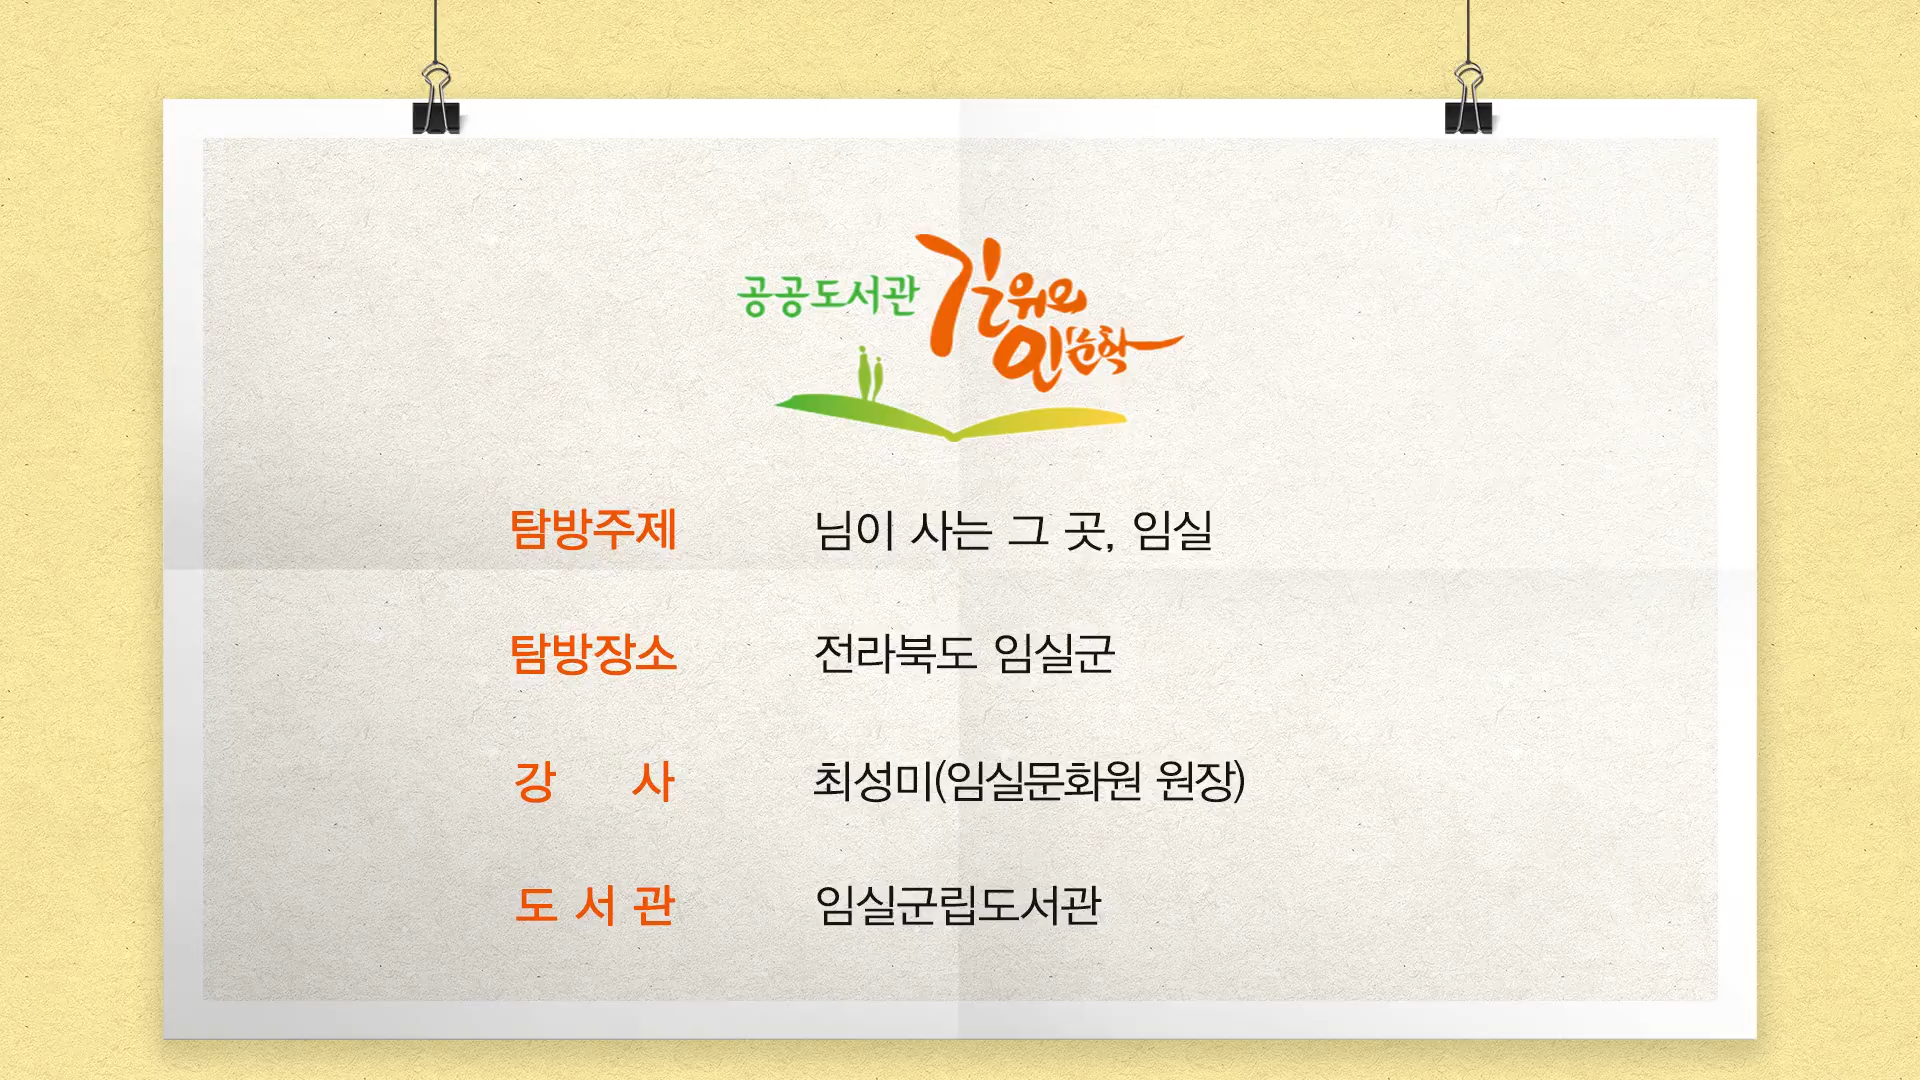 공공도서관 길 위의 인문학
탐방주제 님이 사는 그 곳, 임실
탐방장소 전라북도 임실군
강 사 최성미(임실문화원 원장)
도 서 관 임실군립도서관